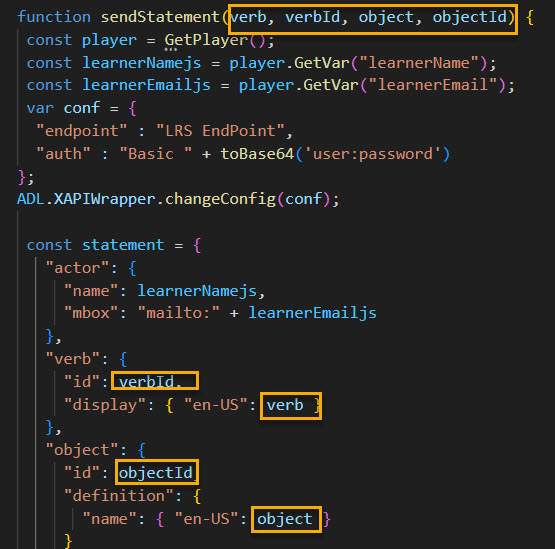 function sendStatement(verb, verbId, object, objectId) {
const player = GetPlayer();
const learnerNamejs = player.GetVar("learnerName");
const learnerEmailjs = player.GetVar("learnerEmail");
var conf = {
"endpoint" : "LRS EndPoint",
"auth" : "Basic " + toBase64('user:password')
};
ADL.XAPIWrapper.changeConfig(conf);
const statement = {
"actor": {
"name": learnerNamejs,
"mbox": "mailto:" + learnerEmailjs
},
"verb": {
"id": verbId,
"display": { "en-US": verb }
},
"object": {
"id": objectId
"definition": {
"name": { "en-US": object }
}